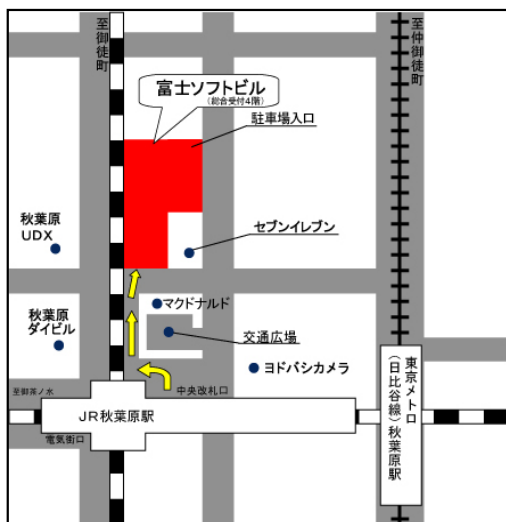 至御徒町
至仲御徒町
富士ソフトビル
(総合受付4階)
駐車場入口
秋葉原
UDX
セブンイレブン
マクドナルド
秋葉原
ダイビル
交通広場
ヨドバシカメラ
至御茶ノ水
中央改札口
JR秋葉原駅
電気街口
東京メトロ
(日比谷線)秋葉原駅